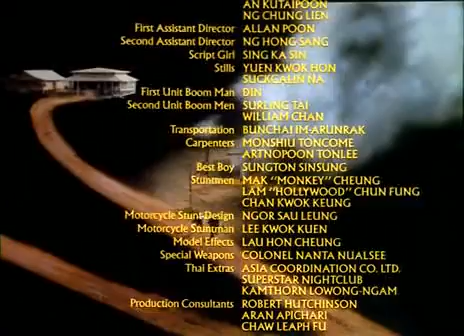 AN KUTAIPOON
NG CHUNG LIEN
First Assistant Director ALLAN POON
Second Assistant Director NG HONG SANG
Script Girl SING KA SIN
Stills YUEN KWOK HON
SUCKGALIN NA
First Unit Boom Man DIN
Second Unit Boom Men SURLING TAI
WILLIAM CHAN
Transportation BUNCHAI IM-ARUNRAK
Carpenters MONSHIU TONCOME
ARTNOPOON TONLEE
Best Boy SUNGTON SINSUNG
Stuntmen MAK "MONKEY" CHEUNG
LAM "HOLLYWOOD" CHUN FUNG
CHAN KWOK KEUNG
Motorcycle Stunt Design NGOR SAU LEUNG
Motorcycle Stuntman LEE KWOK KUEN
Model Effects LAU HON CHEUNG
Special Weapons COLONEL NANTA NUALSEE
Thai Extras ASIA COORDINATION CO. LTD.
SUPERSTAR NIGHTCLUB
KAMTHORN LOWONG-NGAM
Production Consultants ROBERT HUTCHINSON
ARAN APICHARI
CHAW LEAPH FU